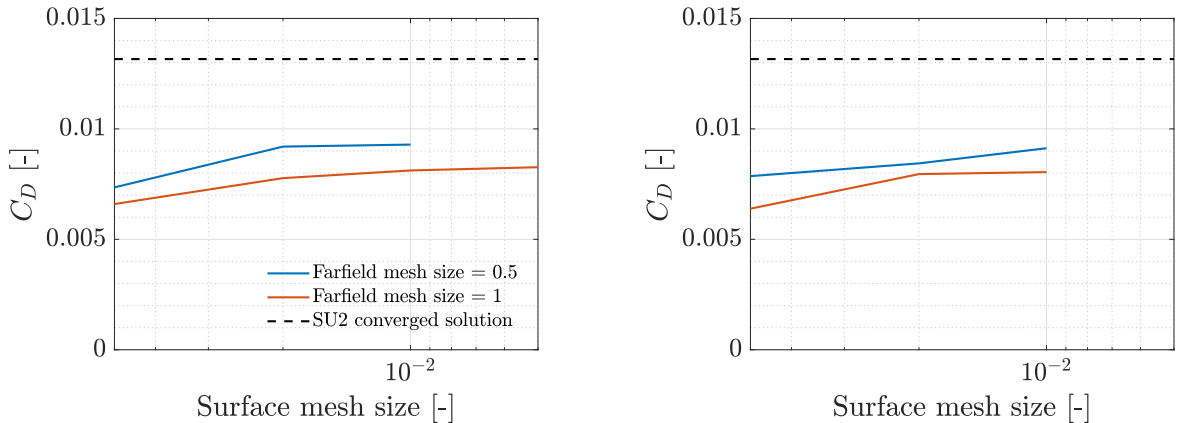 0.015
0.01
0.005
0
C_D [-]
Farfield mesh size = 0.5
Farfield mesh size = 1
SU2 converged solution
10^{-2}
Surface mesh size [-]
0.015
0.01
0.005
0
C_D [-]
10^{-2}
Surface mesh size [-]